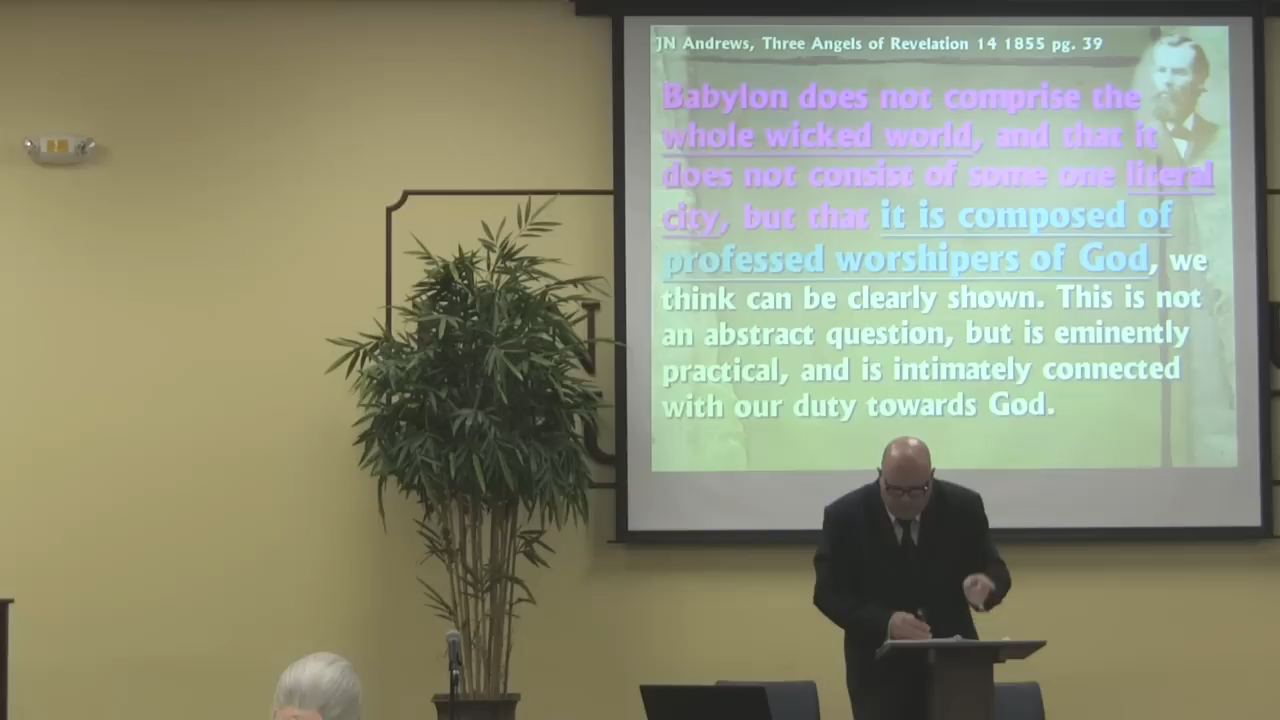 JN Andrews, Three Angels of Revelation 14 1855 pg. 39
Babylon does not comprise the
whole wicked world, and that it
does not consist of some one literal
city, but that it is composed of
professed worshipers of God, we
think can be clearly shown. This is not
an abstract question, but is eminently
practical, and is intimately connected
with our duty towards God.